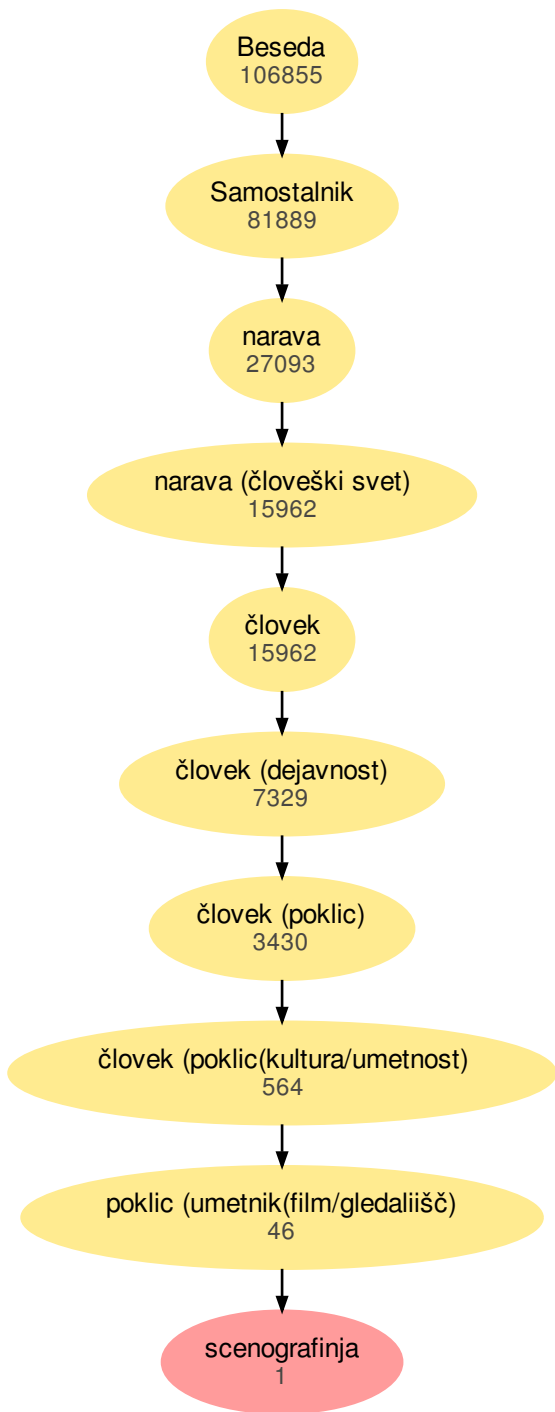 Beseda
106855
Samostalnik
81889
narava
27093
narava (človeški svet)
15962
človek
15962
človek (dejavnost)
7329
človek (poklic)
3430
človek (poklic(kultura/umetnost)
564
poklic (umetnik(film/gledaliišč)
46
scenografinja
1